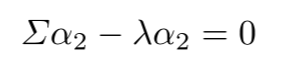 Σα₂ − λα₂ = 0